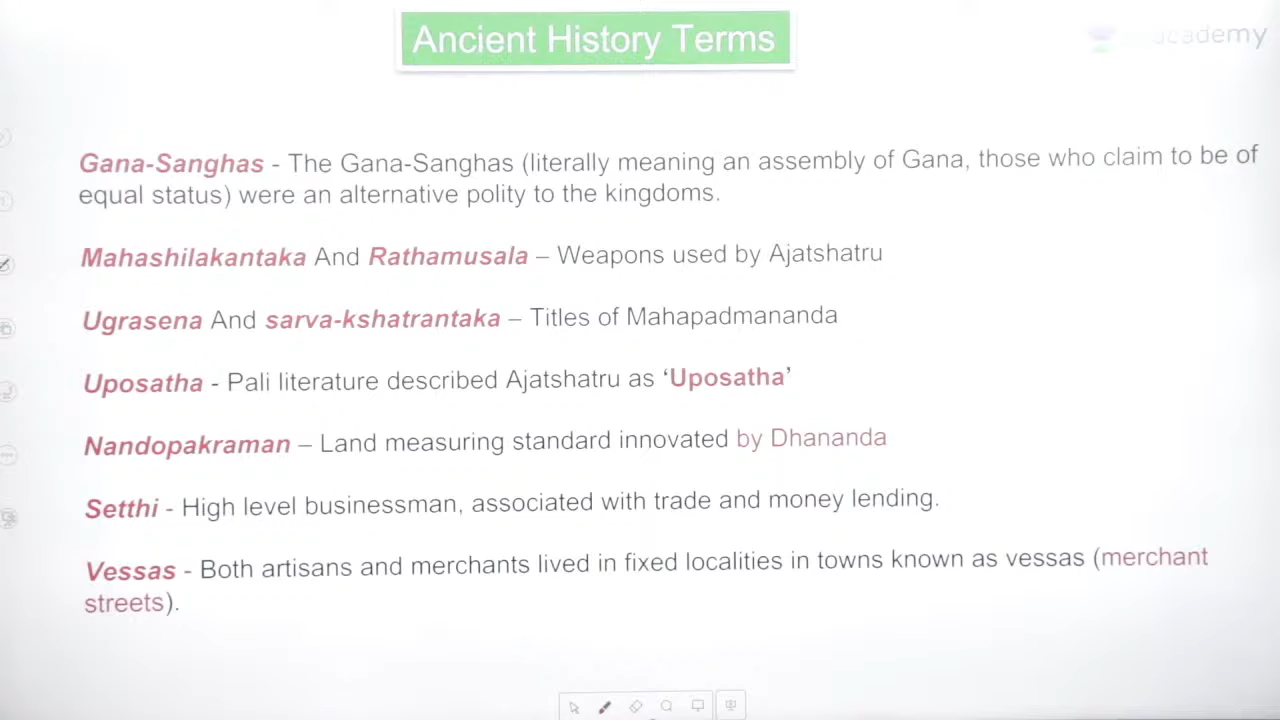 Ancient History Terms
academy
Gana-Sanghas - The Gana-Sanghas (literally meaning an assembly of Gana, those who claim to be of
equal status) were an alternative polity to the kingdoms.
Mahashilakantaka And Rathamusala – Weapons used by Ajatshatru
Ugrasena And sarva-kshatrantaka – Titles of Mahapadmananda
Uposatha - Pali literature described Ajatshatru as ‘Uposatha’
Nandopakraman – Land measuring standard innovated by Dhananda
Setthi - High level businessman, associated with trade and money lending.
Vessas - Both artisans and merchants lived in fixed localities in towns known as vessas (merchant
streets).